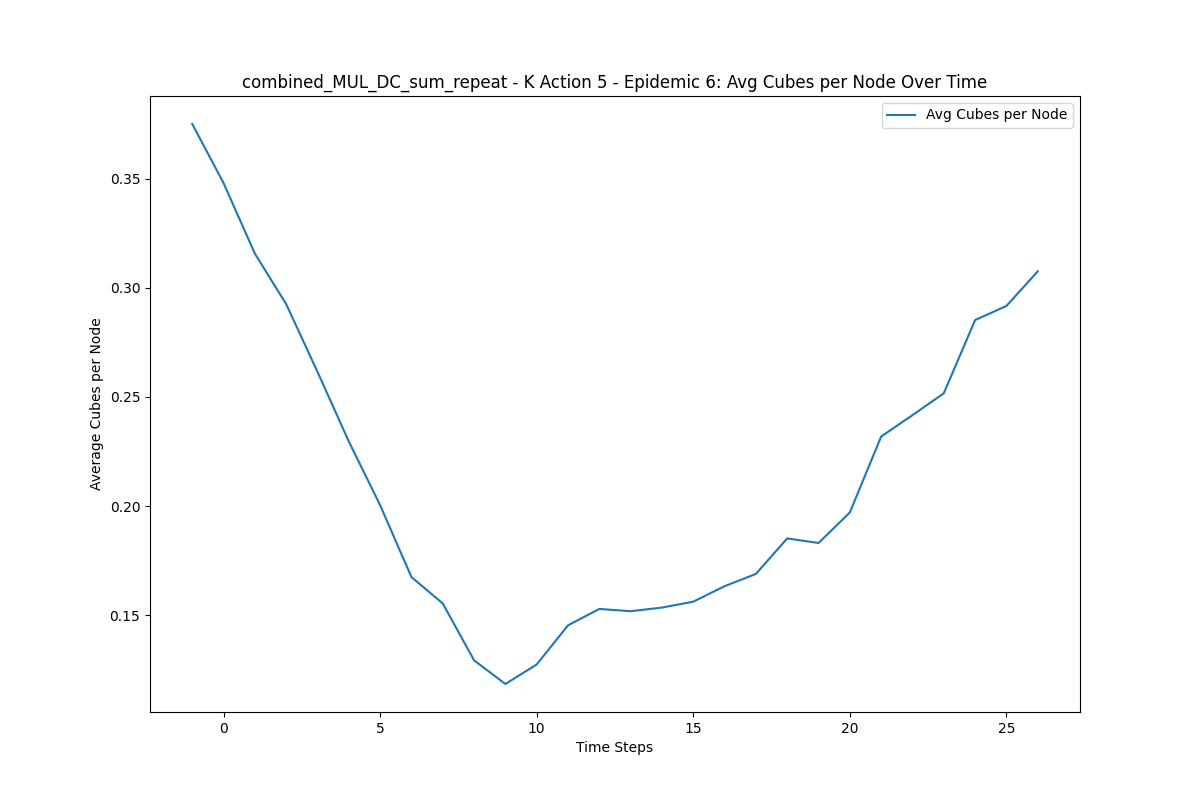 combined_MUL_DC_sum_repeat - K Action 5 - Epidemic 6: Avg Cubes per Node Over Time
Avg Cubes per Node
Average Cubes per Node
0.35
0.30
0.25
0.20
0.15
0 5 10 15 20 25
Time Steps